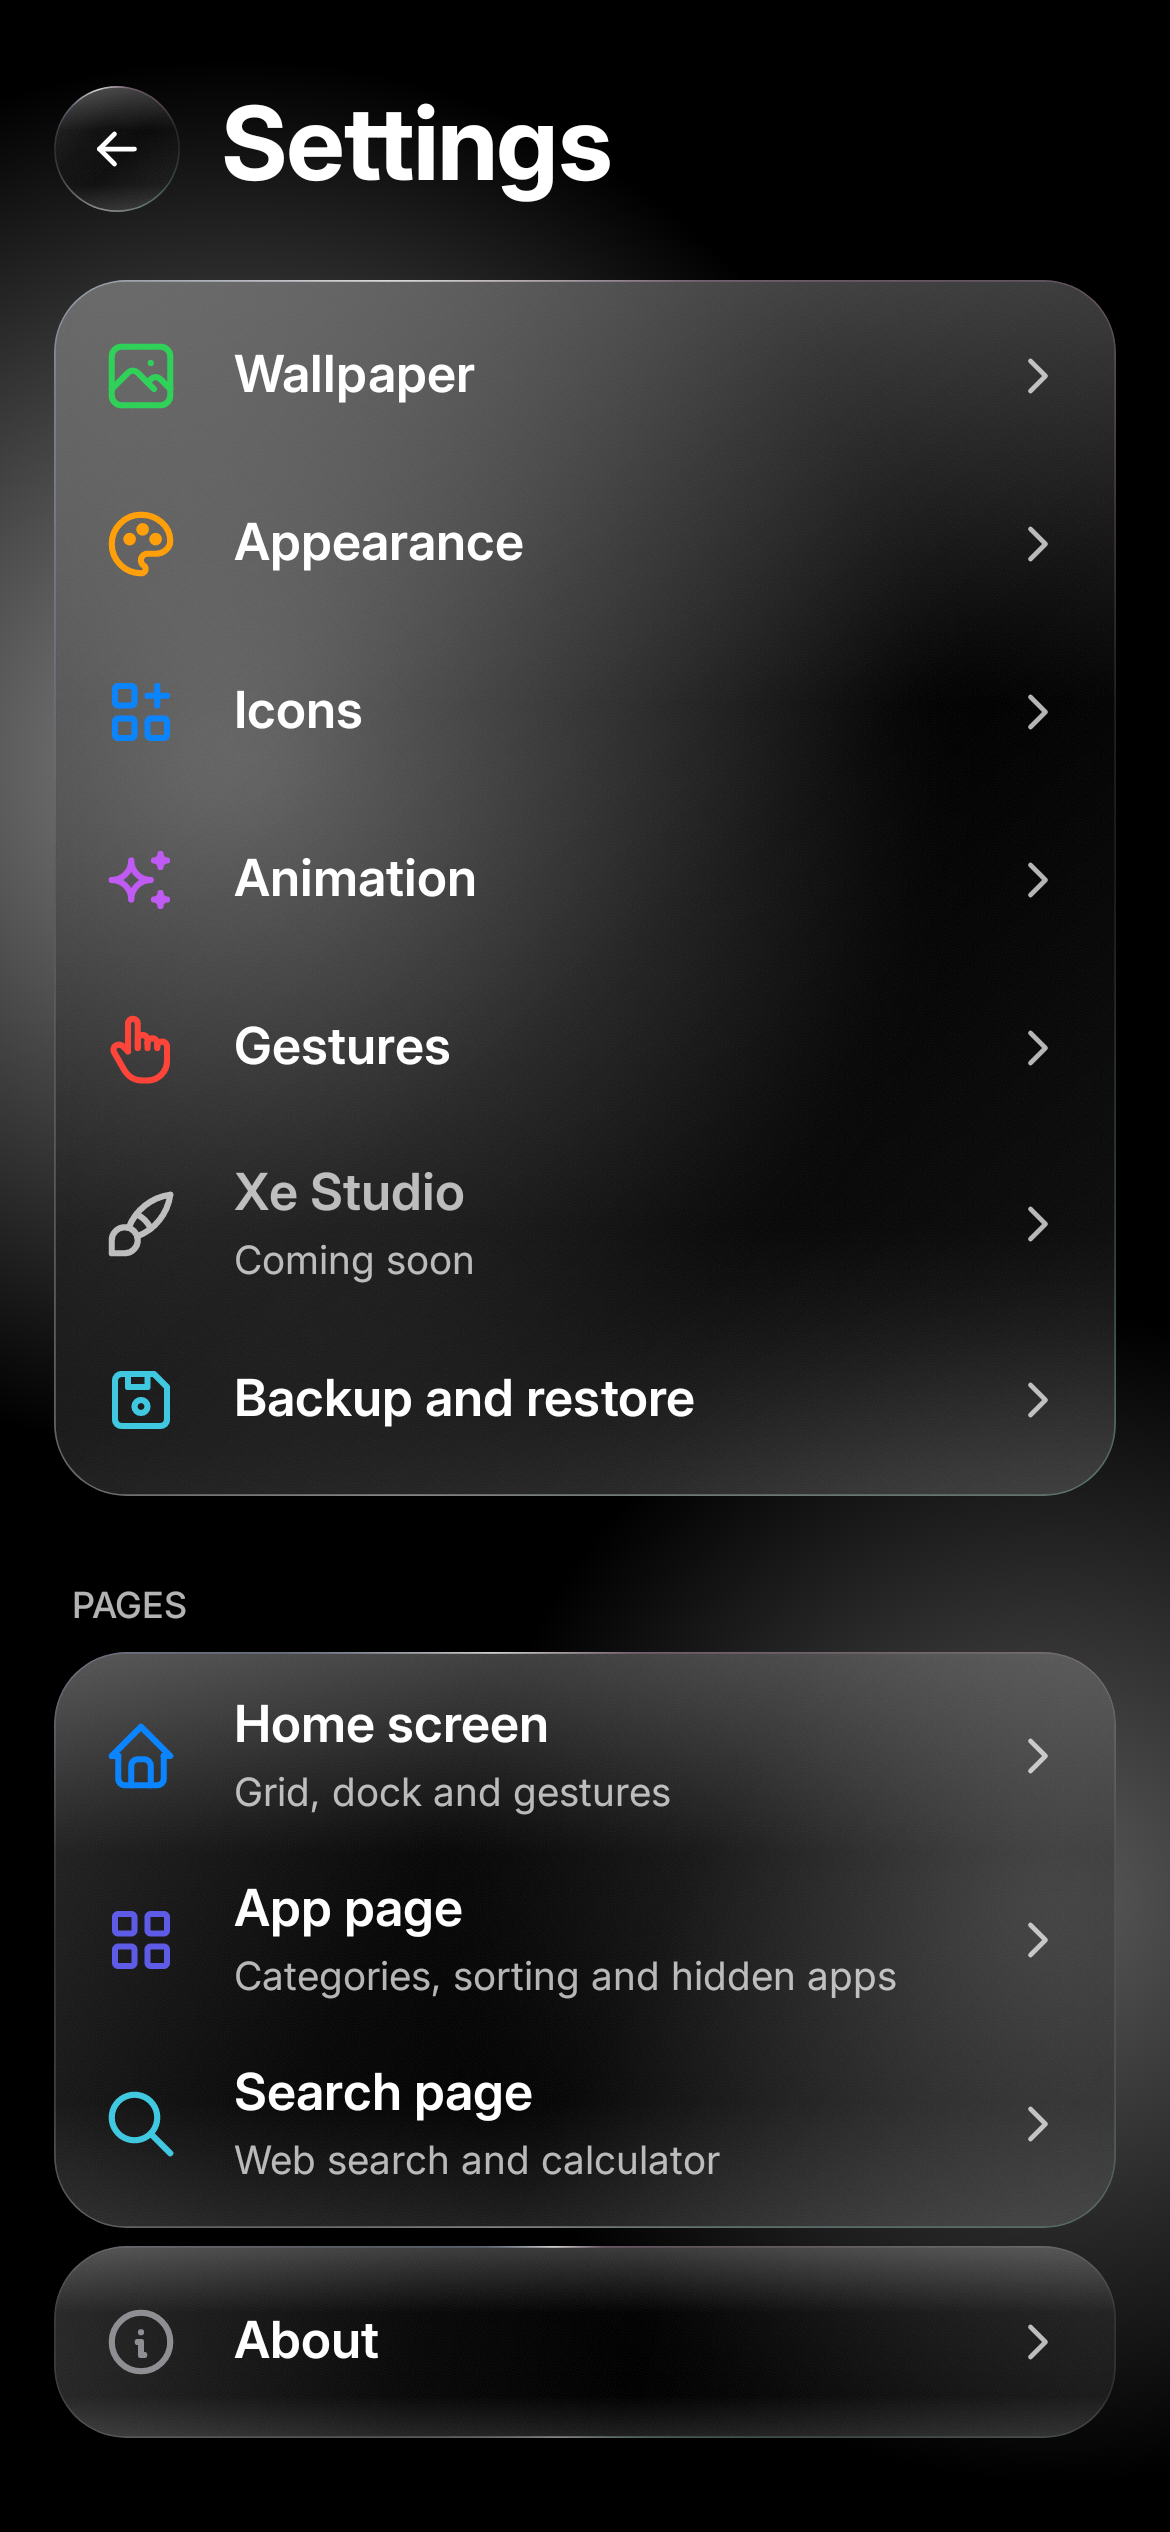 Settings
Wallpaper
Appearance
Icons
Animation
Gestures
Xe Studio
Coming soon
Backup and restore
PAGES
Home screen
Grid, dock and gestures
App page
Categories, sorting and hidden apps
Search page
Web search and calculator
About